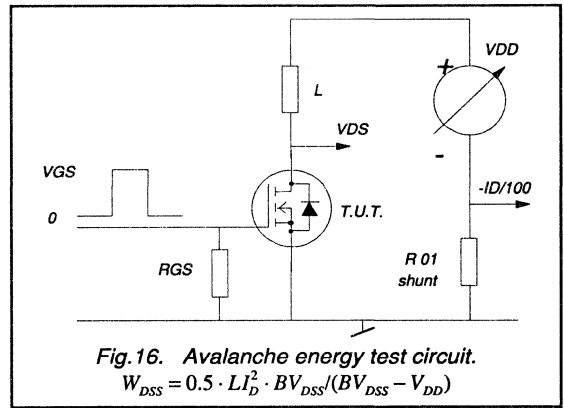 VDD
+
L
VDS
-
VGS
-ID/100
0
T.U.T.
RGS
R 01
shunt
Fig.16. Avalanche energy test circuit.
W_DSS = 0.5 · LI_D^2 · BV_DSS/(BV_DSS − V_DD)